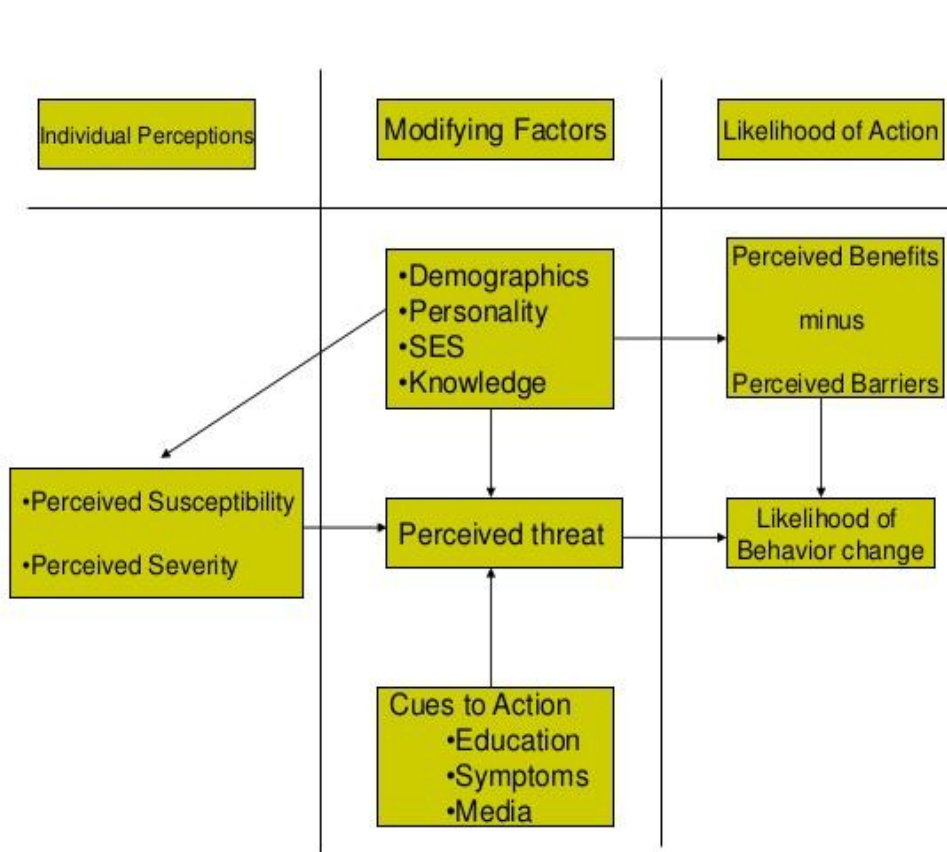 Individual Perceptions
Modifying Factors
Likelihood of Action
•Demographics
•Personality
•SES
•Knowledge
Perceived Benefits
minus
Perceived Barriers
•Perceived Susceptibility
•Perceived Severity
Perceived threat
Likelihood of
Behavior change
Cues to Action
•Education
•Symptoms
•Media